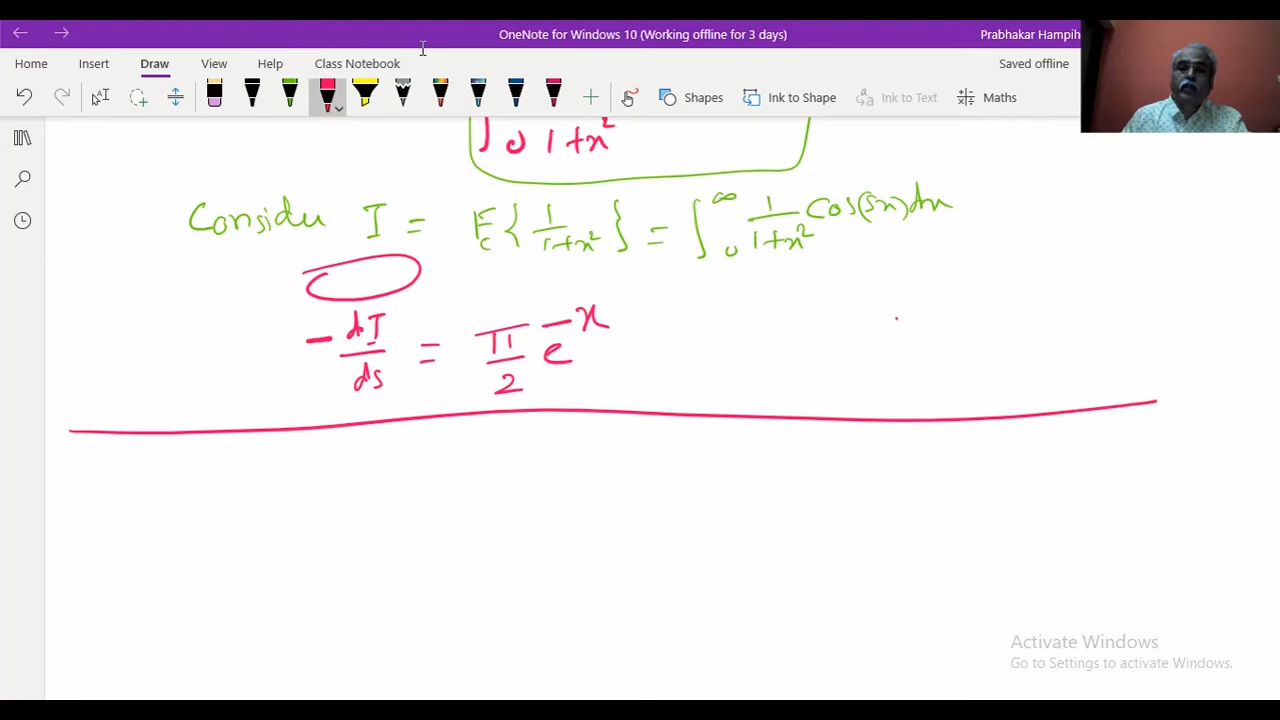 OneNote for Windows 10 (Working offline for 3 days) Prabhakar Hampih
Home Insert Draw View Help Class Notebook Saved offline
Shapes Ink to Shape Ink to Text Maths
∫ 0 1+x²
Consider I = F_c{1/(1+x²)} = ∫₀^∞ 1/(1+x²) Cos(sx)dx
-dI/ds = π/2 e^-x
Activate Windows
Go to Settings to activate Windows.